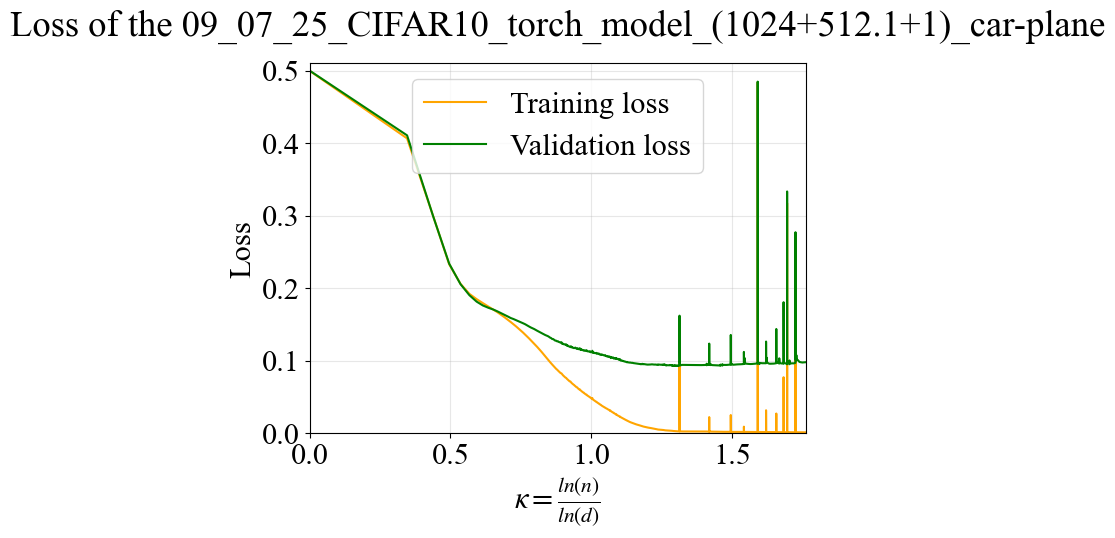 Loss of the 09_07_25_CIFAR10_torch_model_(1024+512.1+1)_car-plane
0.5
0.4
0.3
0.2
0.1
0.0
Loss
Training loss
Validation loss
0.0 0.5 1.0 1.5
κ = ln(n)/ln(d)